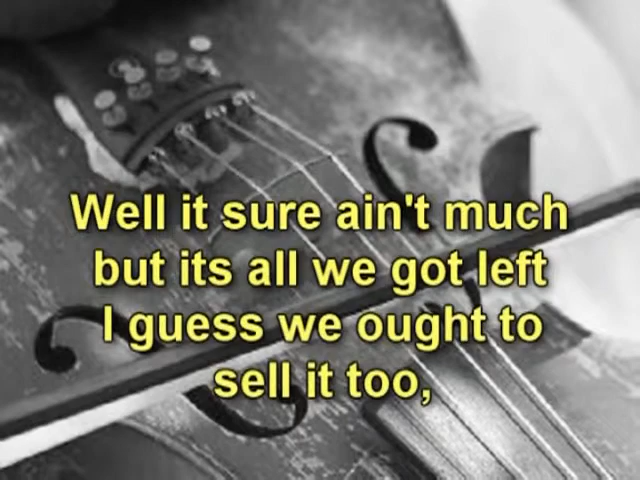 Well it sure ain't much
but its all we got left
I guess we ought to
sell it too,